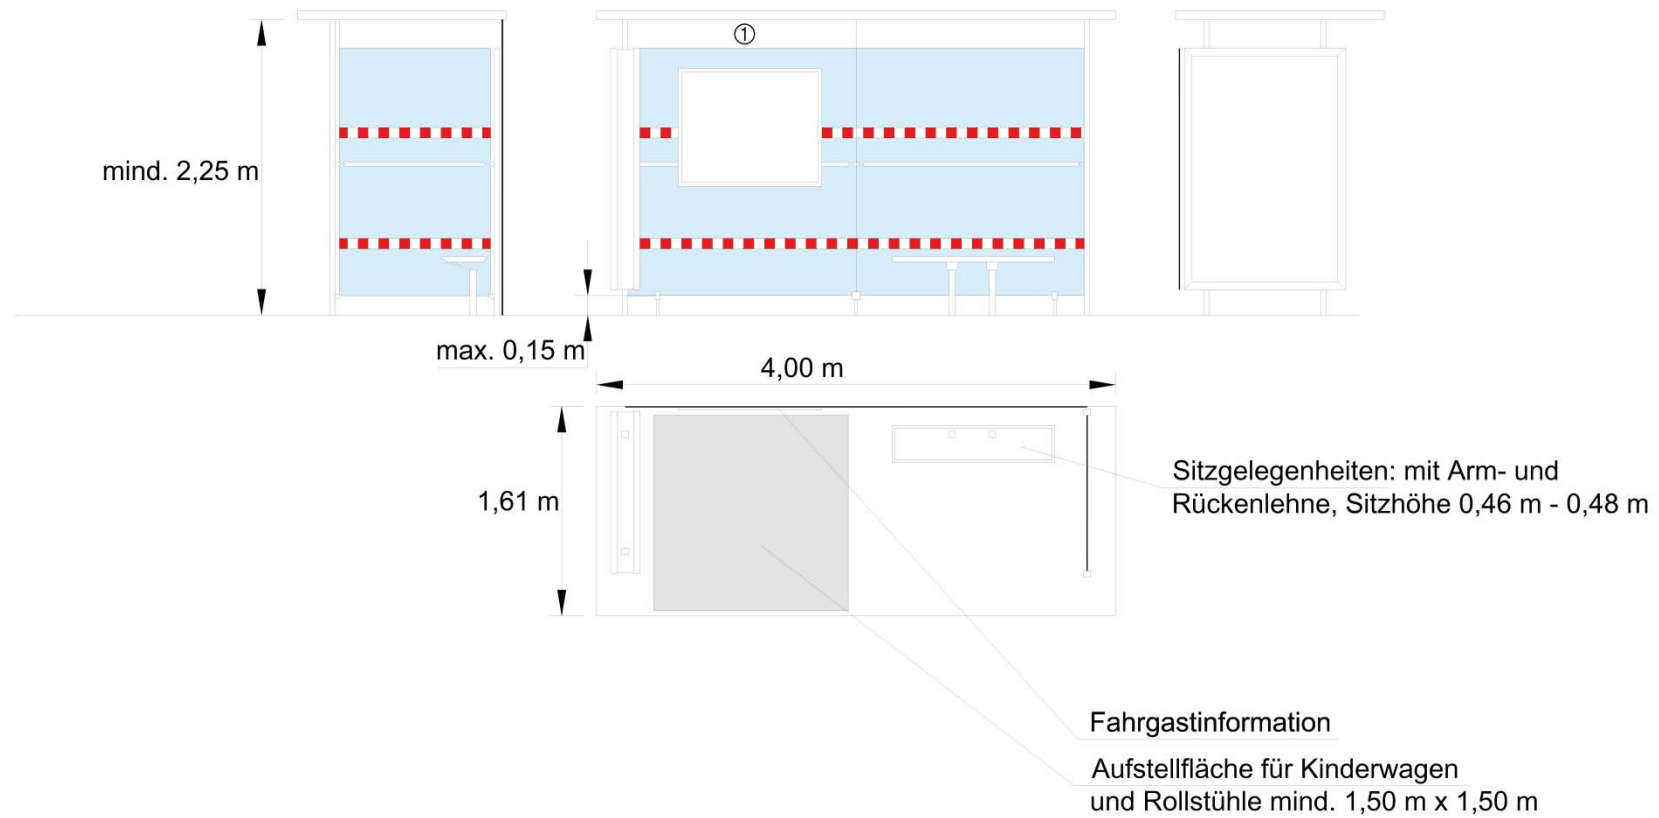 ①
mind. 2,25 m
max. 0,15 m
4,00 m
1,61 m
Sitzgelegenheiten: mit Arm- und
Rückenlehne, Sitzhöhe 0,46 m - 0,48 m
Fahrgastinformation
Aufstellfläche für Kinderwagen
und Rollstühle mind. 1,50 m x 1,50 m